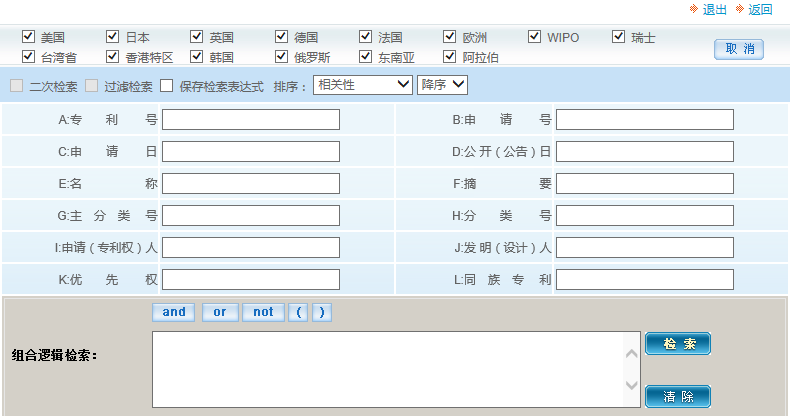 退出 返回
美国 日本 英国 德国 法国 欧洲 WIPO 瑞士
取 消
台湾省 香港特区 韩国 俄罗斯 东南亚 阿拉伯
二次检索 过滤检索 保存检索表达式 排序： 相关性 降序
A:专 利 号 B:申 请 号
C:申 请 日 D:公 开（公告）日
E:名 称 F:摘 要
G:主 分 类 号 H:分 类 号
I:申请（专利权）人 J:发 明（设计）人
K:优 先 权 L:同 族 专 利
and or not ( )
组合逻辑检索：
检 索
清 除